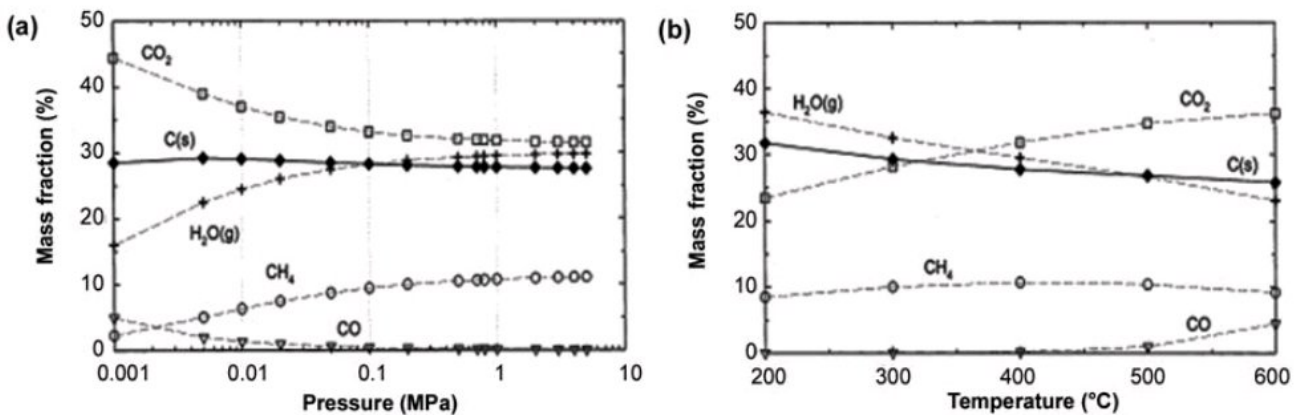 (a)
50
40
30
20
10
0
Mass fraction (%)
CO₂
C(s)
H₂O(g)
CH₄
CO
0.001
0.01
0.1
1
10
Pressure (MPa)
(b)
50
40
30
20
10
0
Mass fraction (%)
H₂O(g)
CO₂
C(s)
CH₄
CO
200
300
400
500
600
Temperature (°C)